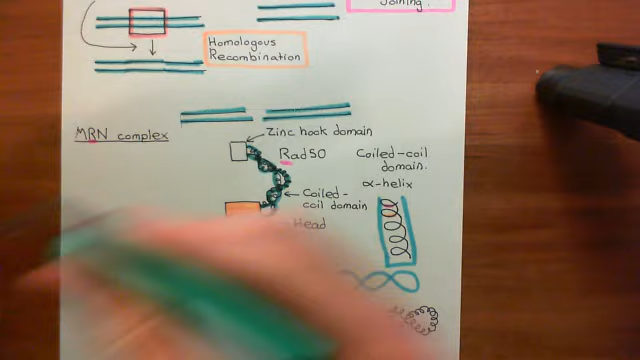 Joining.
Homologous
Recombination
MRN complex
Zinc hook domain
Rad50
Coiled-coil
domain.
α-helix
Coiled-
coil domain
Head